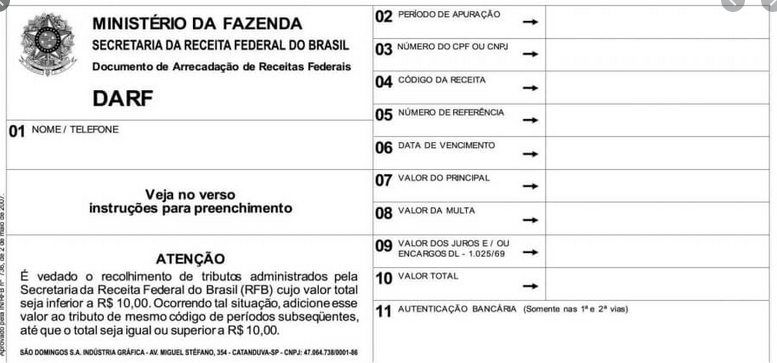 MINISTÉRIO DA FAZENDA
SECRETARIA DA RECEITA FEDERAL DO BRASIL
Documento de Arrecadação de Receitas Federais
DARF
01 NOME / TELEFONE
Veja no verso
instruções para preenchimento
ATENÇÃO
É vedado o recolhimento de tributos administrados pela
Secretaria da Receita Federal do Brasil (RFB) cujo valor total
seja inferior a R$ 10,00. Ocorrendo tal situação, adicione esse
valor ao tributo de mesmo código de períodos subseqüentes,
até que o total seja igual ou superior a R$ 10,00.
SÃO DOMINGOS S.A. INDÚSTRIA GRÁFICA - AV. MIGUEL STÉFANO, 354 - CATANDUVA-SP - CNPJ: 47.064.738/0001-86
Aprovado pela IN/RFB nº 736, de 2 de maio de 2007.
02 PERÍODO DE APURAÇÃO
03 NÚMERO DO CPF OU CNPJ
04 CÓDIGO DA RECEITA
05 NÚMERO DE REFERÊNCIA
06 DATA DE VENCIMENTO
07 VALOR DO PRINCIPAL
08 VALOR DA MULTA
09 VALOR DOS JUROS E / OU
ENCARGOS DL - 1.025/69
10 VALOR TOTAL
11 AUTENTICAÇÃO BANCÁRIA (Somente nas 1ª e 2ª vias)